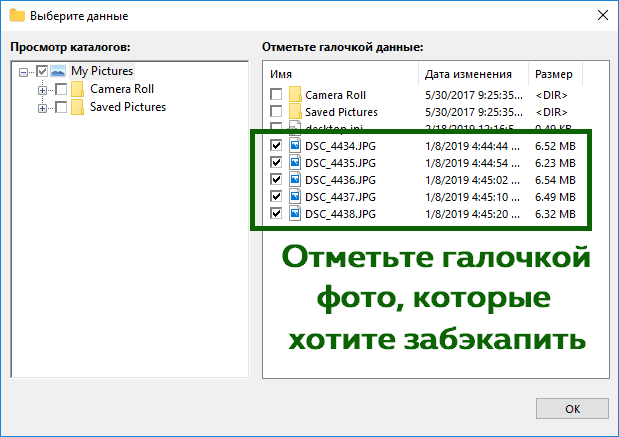 Выберите данные
Просмотр каталогов:
Отметьте галочкой данные:
My Pictures
Camera Roll
Saved Pictures
Имя Дата изменения Размер
Camera Roll 5/30/2017 9:25:35... <DIR>
Saved Pictures 5/30/2017 9:25:35... <DIR>
desktop.ini 2/18/2019 12:16:5... 0.49 KB
DSC_4434.JPG 1/8/2019 4:44:44 ... 6.52 MB
DSC_4435.JPG 1/8/2019 4:44:54 ... 6.23 MB
DSC_4436.JPG 1/8/2019 4:45:02 ... 6.54 MB
DSC_4437.JPG 1/8/2019 4:45:10 ... 6.49 MB
DSC_4438.JPG 1/8/2019 4:45:20 ... 6.32 MB
Отметьте галочкой
фото, которые
хотите забэкапить
OK